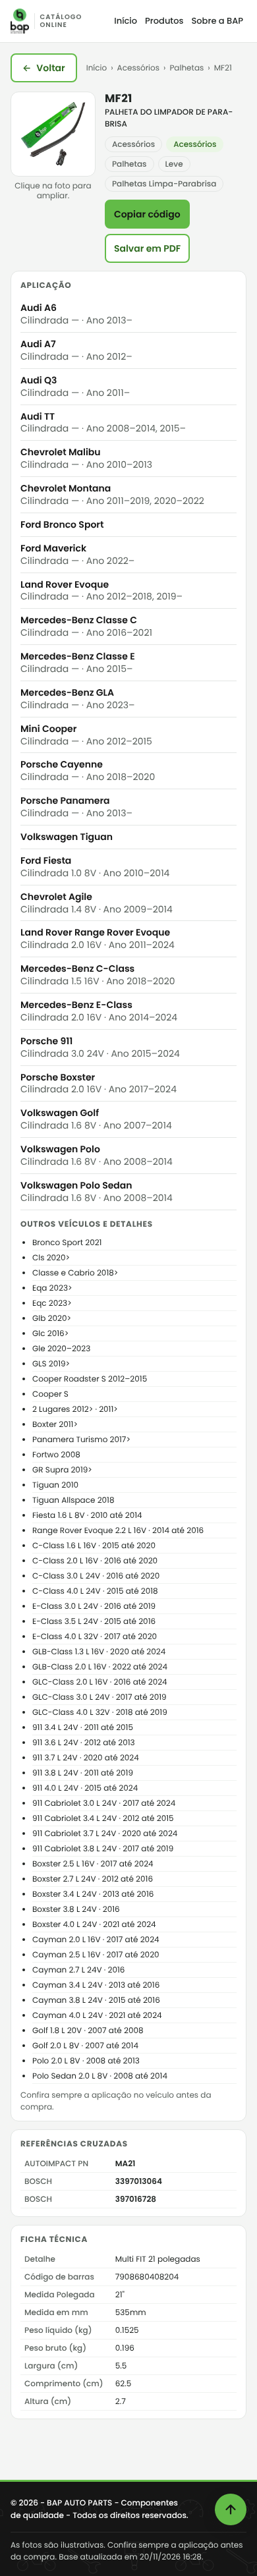 bap
CATÁLOGO
ONLINE
Início Produtos Sobre a BAP
← Voltar
Início › Acessórios › Palhetas › MF21
Clique na foto para
ampliar.
MF21
PALHETA DO LIMPADOR DE PARA-
BRISA
Acessórios Acessórios
Palhetas Leve
Palhetas Limpa-Parabrisa
Copiar código
Salvar em PDF
APLICAÇÃO
Audi A6
Cilindrada — · Ano 2013–
Audi A7
Cilindrada — · Ano 2012–
Audi Q3
Cilindrada — · Ano 2011–
Audi TT
Cilindrada — · Ano 2008–2014, 2015–
Chevrolet Malibu
Cilindrada — · Ano 2010–2013
Chevrolet Montana
Cilindrada — · Ano 2011–2019, 2020–2022
Ford Bronco Sport
Ford Maverick
Cilindrada — · Ano 2022–
Land Rover Evoque
Cilindrada — · Ano 2012–2018, 2019–
Mercedes-Benz Classe C
Cilindrada — · Ano 2016–2021
Mercedes-Benz Classe E
Cilindrada — · Ano 2015–
Mercedes-Benz GLA
Cilindrada — · Ano 2023–
Mini Cooper
Cilindrada — · Ano 2012–2015
Porsche Cayenne
Cilindrada — · Ano 2018–2020
Porsche Panamera
Cilindrada — · Ano 2013–
Volkswagen Tiguan
Ford Fiesta
Cilindrada 1.0 8V · Ano 2010–2014
Chevrolet Agile
Cilindrada 1.4 8V · Ano 2009–2014
Land Rover Range Rover Evoque
Cilindrada 2.0 16V · Ano 2011–2024
Mercedes-Benz C-Class
Cilindrada 1.5 16V · Ano 2018–2020
Mercedes-Benz E-Class
Cilindrada 2.0 16V · Ano 2014–2024
Porsche 911
Cilindrada 3.0 24V · Ano 2015–2024
Porsche Boxster
Cilindrada 2.0 16V · Ano 2017–2024
Volkswagen Golf
Cilindrada 1.6 8V · Ano 2007–2014
Volkswagen Polo
Cilindrada 1.6 8V · Ano 2008–2014
Volkswagen Polo Sedan
Cilindrada 1.6 8V · Ano 2008–2014
OUTROS VEÍCULOS E DETALHES
• Bronco Sport 2021
• Cls 2020>
• Classe e Cabrio 2018>
• Eqa 2023>
• Eqc 2023>
• Glb 2020>
• Glc 2016>
• Gle 2020–2023
• GLS 2019>
• Cooper Roadster S 2012–2015
• Cooper S
• 2 Lugares 2012> · 2011>
• Boxter 2011>
• Panamera Turismo 2017>
• Fortwo 2008
• GR Supra 2019>
• Tiguan 2010
• Tiguan Allspace 2018
• Fiesta 1.6 L 8V · 2010 até 2014
• Range Rover Evoque 2.2 L 16V · 2014 até 2016
• C-Class 1.6 L 16V · 2015 até 2020
• C-Class 2.0 L 16V · 2016 até 2020
• C-Class 3.0 L 24V · 2016 até 2020
• C-Class 4.0 L 24V · 2015 até 2018
• E-Class 3.0 L 24V · 2016 até 2019
• E-Class 3.5 L 24V · 2015 até 2016
• E-Class 4.0 L 32V · 2017 até 2020
• GLB-Class 1.3 L 16V · 2020 até 2024
• GLB-Class 2.0 L 16V · 2022 até 2024
• GLC-Class 2.0 L 16V · 2016 até 2024
• GLC-Class 3.0 L 24V · 2017 até 2019
• GLC-Class 4.0 L 32V · 2018 até 2019
• 911 3.4 L 24V · 2011 até 2015
• 911 3.6 L 24V · 2012 até 2013
• 911 3.7 L 24V · 2020 até 2024
• 911 3.8 L 24V · 2011 até 2019
• 911 4.0 L 24V · 2015 até 2024
• 911 Cabriolet 3.0 L 24V · 2017 até 2024
• 911 Cabriolet 3.4 L 24V · 2012 até 2015
• 911 Cabriolet 3.7 L 24V · 2020 até 2024
• 911 Cabriolet 3.8 L 24V · 2017 até 2019
• Boxster 2.5 L 16V · 2017 até 2024
• Boxster 2.7 L 24V · 2012 até 2016
• Boxster 3.4 L 24V · 2013 até 2016
• Boxster 3.8 L 24V · 2016
• Boxster 4.0 L 24V · 2021 até 2024
• Cayman 2.0 L 16V · 2017 até 2024
• Cayman 2.5 L 16V · 2017 até 2020
• Cayman 2.7 L 24V · 2016
• Cayman 3.4 L 24V · 2013 até 2016
• Cayman 3.8 L 24V · 2015 até 2016
• Cayman 4.0 L 24V · 2021 até 2024
• Golf 1.8 L 20V · 2007 até 2008
• Golf 2.0 L 8V · 2007 até 2014
• Polo 2.0 L 8V · 2008 até 2013
• Polo Sedan 2.0 L 8V · 2008 até 2014
Confira sempre a aplicação no veículo antes da
compra.
REFERÊNCIAS CRUZADAS
AUTOIMPACT PN MA21
BOSCH 3397013064
BOSCH 397016728
FICHA TÉCNICA
Detalhe Multi FIT 21 polegadas
Código de barras 7908680408204
Medida Polegada 21"
Medida em mm 535mm
Peso líquido (kg) 0.1525
Peso bruto (kg) 0.196
Largura (cm) 5.5
Comprimento (cm) 62.5
Altura (cm) 2.7
© 2026 - BAP AUTO PARTS - Componentes
de qualidade - Todos os direitos reservados.
As fotos são ilustrativas. Confira sempre a aplicação antes
da compra. Base atualizada em 20/11/2026 16:28.